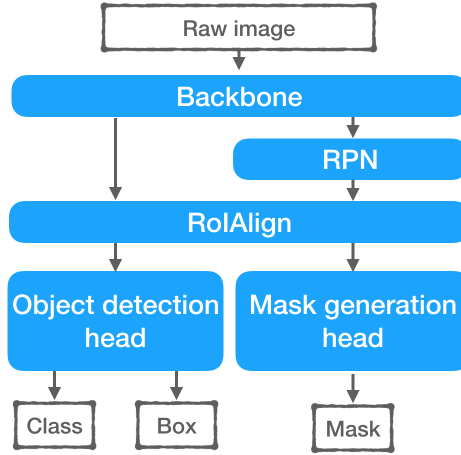 Raw image
Backbone
RPN
RoIAlign
Object detection
head
Mask generation
head
Class
Box
Mask